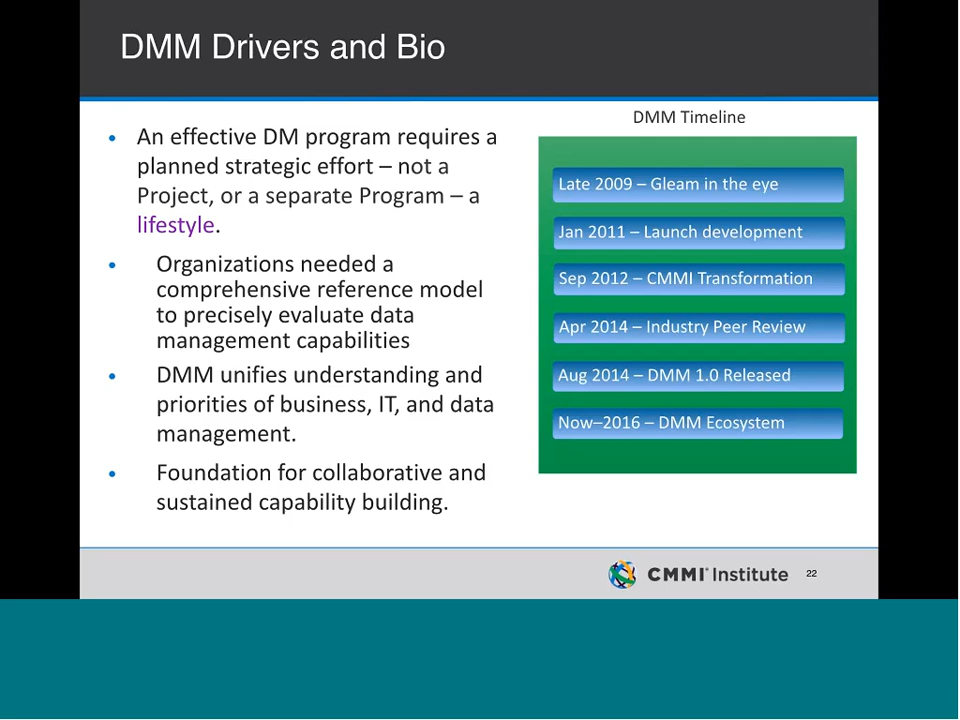 DMM Drivers and Bio
• An effective DM program requires a
planned strategic effort – not a
Project, or a separate Program – a
lifestyle.
• Organizations needed a
comprehensive reference model
to precisely evaluate data
management capabilities
• DMM unifies understanding and
priorities of business, IT, and data
management.
• Foundation for collaborative and
sustained capability building.
DMM Timeline
Late 2009 – Gleam in the eye
Jan 2011 – Launch development
Sep 2012 – CMMI Transformation
Apr 2014 – Industry Peer Review
Aug 2014 – DMM 1.0 Released
Now–2016 – DMM Ecosystem
CMMI® Institute
22